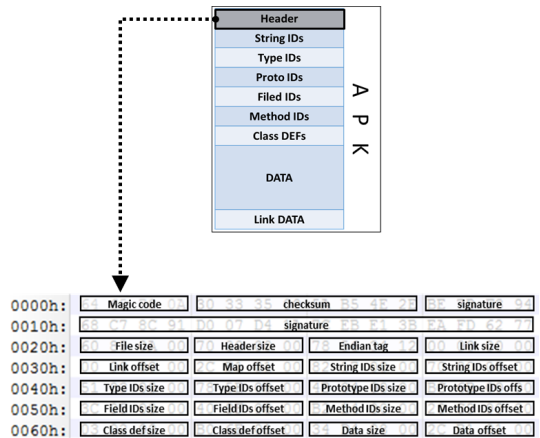 Header
String IDs
Type IDs
Proto IDs
Filed IDs
Method IDs
Class DEFs
DATA
Link DATA
APK
0000h: Magic code checksum signature
0010h: signature
0020h: File size Header size Endian tag Link size
0030h: Link offset Map offset String IDs size String IDs offset
0040h: Type IDs size Type IDs offset Prototype IDs size Prototype IDs offs
0050h: Field IDs size Field IDs offset Method IDs size Method IDs offset
0060h: Class def size Class def offset Data size Data offset